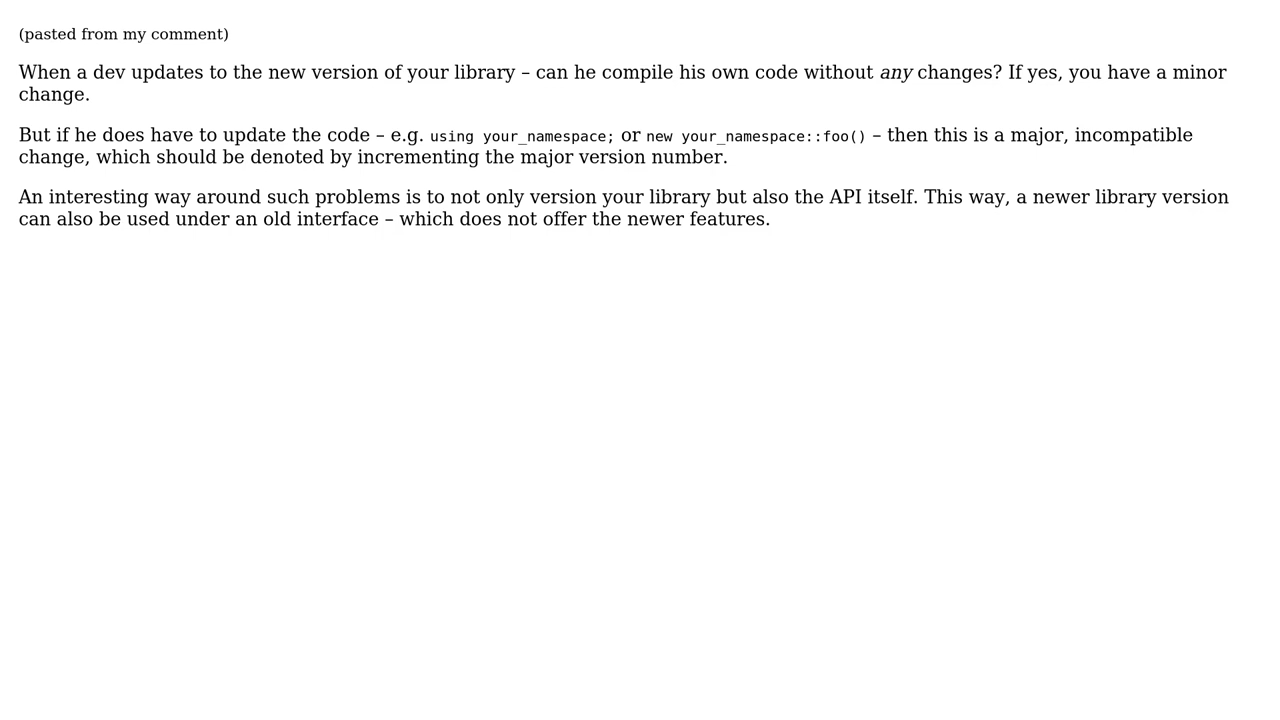 (pasted from my comment)
When a dev updates to the new version of your library – can he compile his own code without any changes? If yes, you have a minor
change.
But if he does have to update the code – e.g. using your_namespace; or new your_namespace::foo() – then this is a major, incompatible
change, which should be denoted by incrementing the major version number.
An interesting way around such problems is to not only version your library but also the API itself. This way, a newer library version
can also be used under an old interface – which does not offer the newer features.